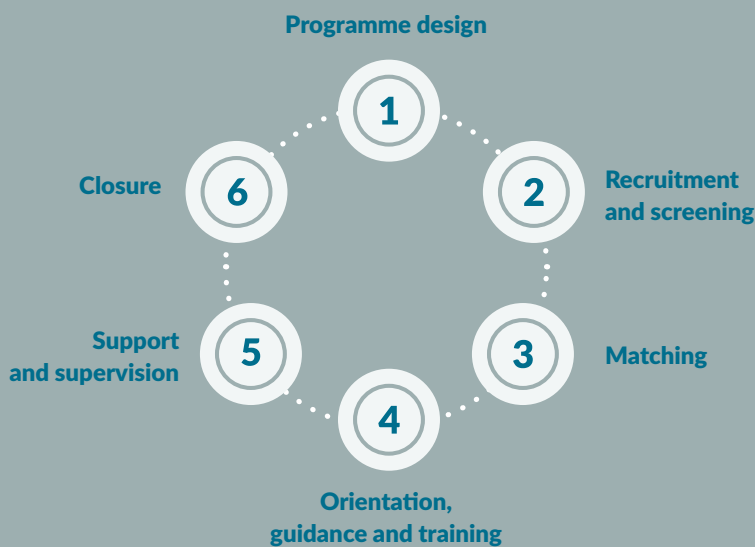 Programme design
1
2
Recruitment
and screening
3
Matching
4
Orientation,
guidance and training
5
Support
and supervision
6
Closure